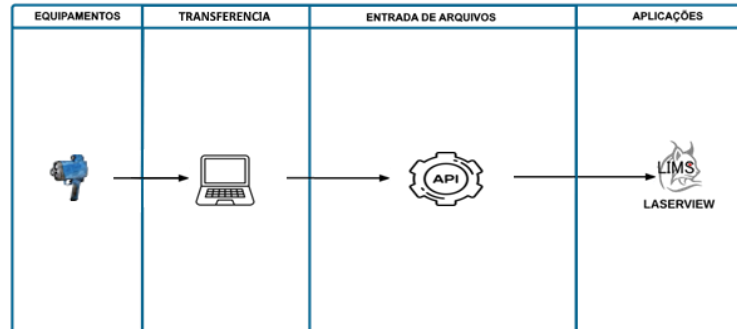 EQUIPAMENTOS
TRANSFERENCIA
ENTRADA DE ARQUIVOS
APLICAÇÕES
API
LIMS
LASERVIEW